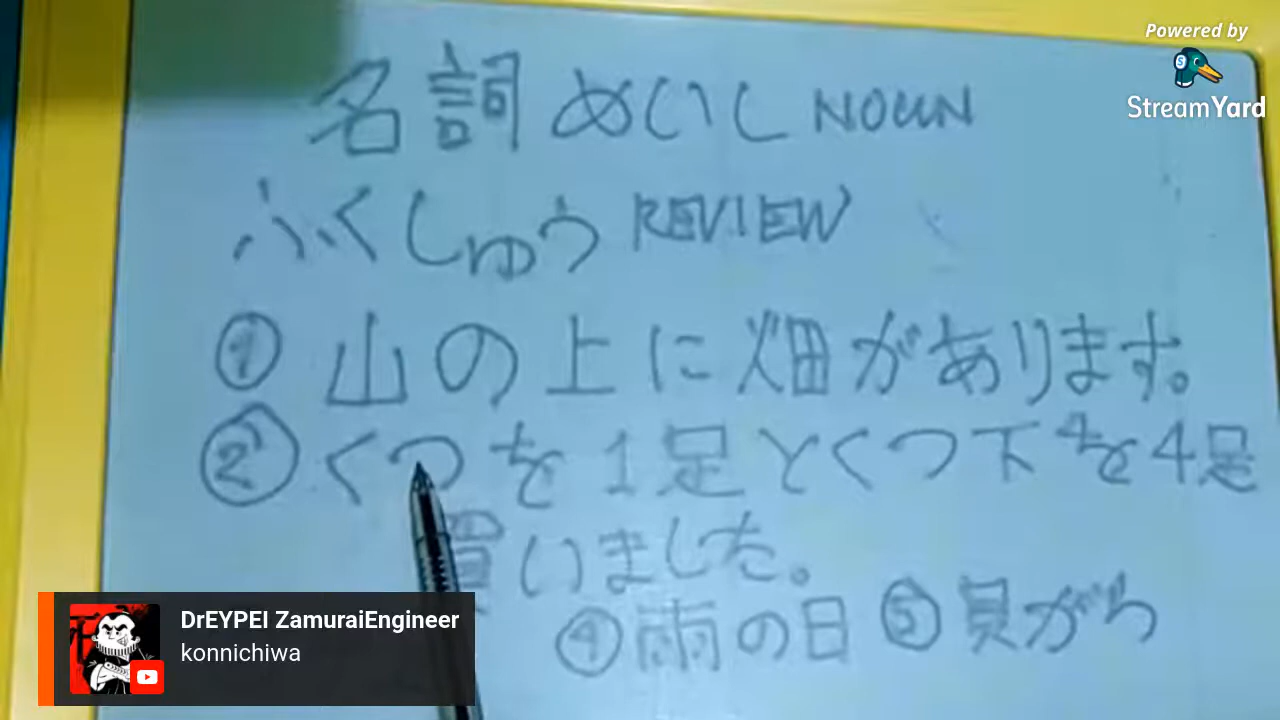 Powered by
StreamYard
名詞 めいし NOUN
ふくしゅう REVIEW
① 山の上に畑があります。
② くつを1足とくつ下を4足
買いました。
④ 雨の日 ⑤ 貝がら
DrEYPEI ZamuraiEngineer
konnichiwa